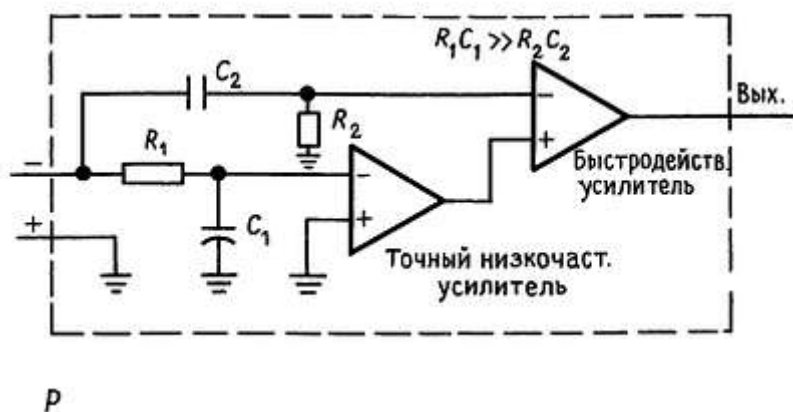 R₁C₁ >> R₂C₂
C₂
R₂
Вых.
R₁
Быстродейств.
усилитель
C₁
Точный низкочаст.
усилитель
P